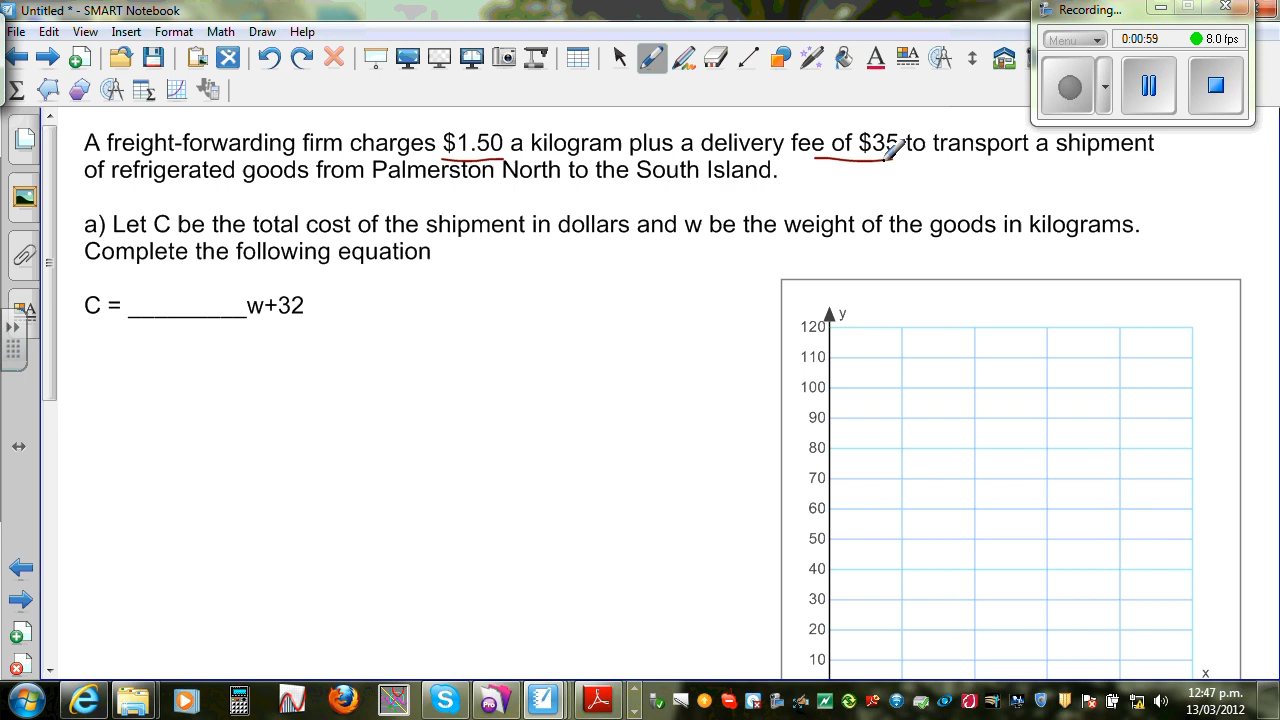 Untitled * - SMART Notebook
Recording...
File Edit View Insert Format Math Draw Help
Menu 0:00:59 8.0 fps
A freight-forwarding firm charges $1.50 a kilogram plus a delivery fee of $35 to transport a shipment
of refrigerated goods from Palmerston North to the South Island.
a) Let C be the total cost of the shipment in dollars and w be the weight of the goods in kilograms.
Complete the following equation
C = _________w+32
y
120
110
100
90
80
70
60
50
40
30
20
10
x
12:47 p.m.
13/03/2012